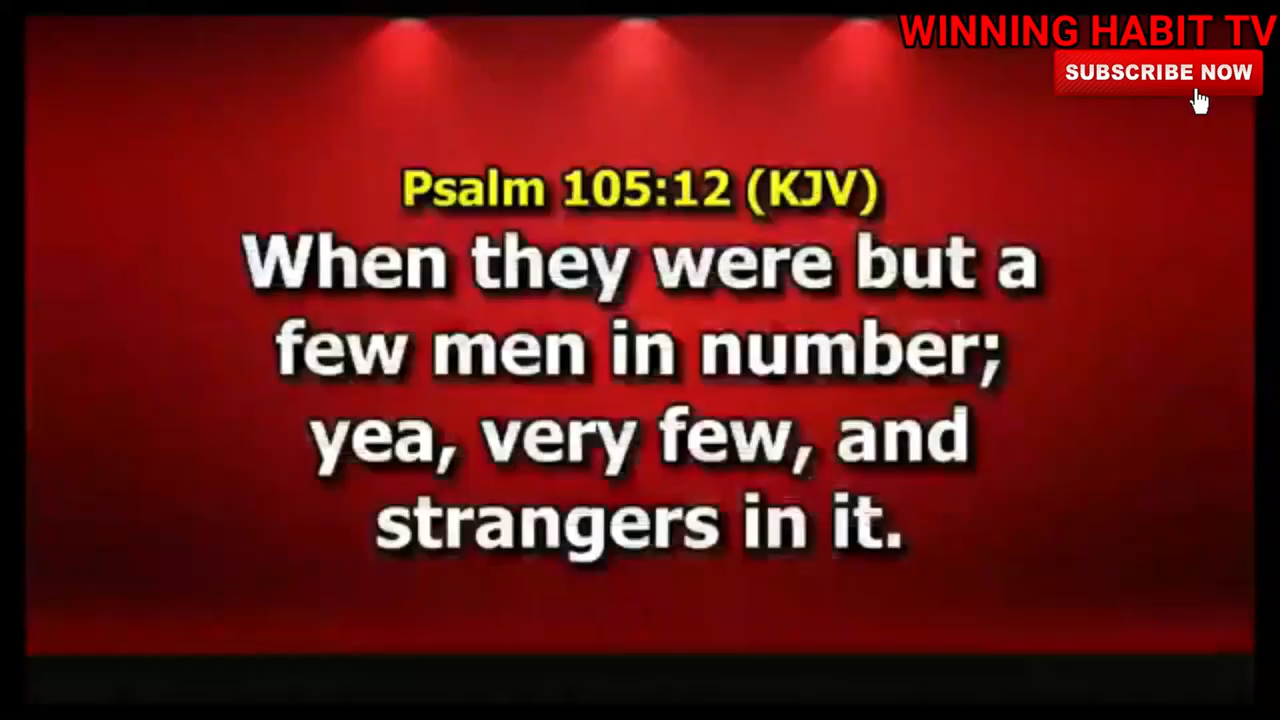 WINNING HABIT TV
SUBSCRIBE NOW
Psalm 105:12 (KJV)
When they were but a
few men in number;
yea, very few, and
strangers in it.